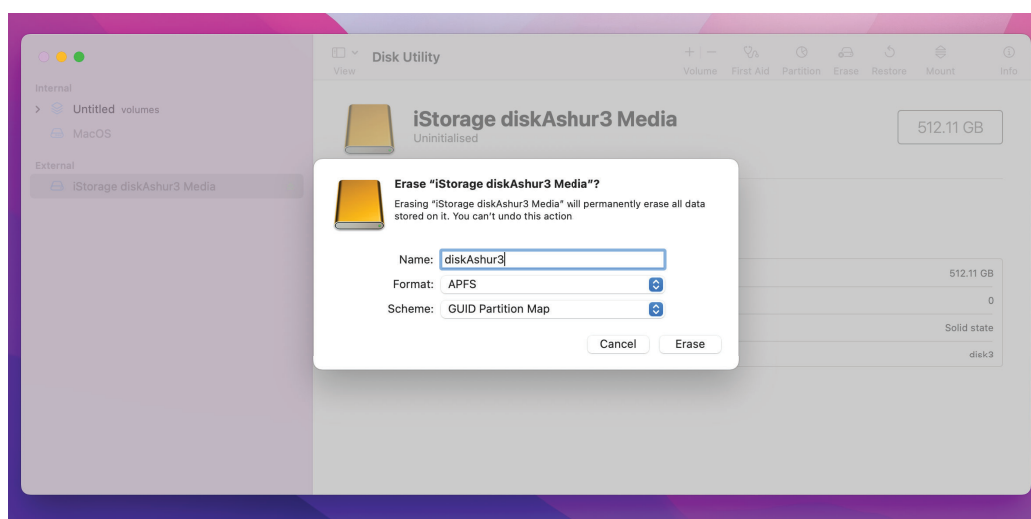 Disk Utility
View
Volume First Aid Partition Erase Restore Mount Info
Internal
Untitled volumes
MacOS
External
iStorage diskAshur3 Media
iStorage diskAshur3 Media
Uninitialised
512.11 GB
Erase “iStorage diskAshur3 Media”?
Erasing “iStorage diskAshur3 Media” will permanently erase all data
stored on it. You can’t undo this action
Name: diskAshur3
Format: APFS
Scheme: GUID Partition Map
Cancel Erase
512.11 GB
0
Solid state
disk3